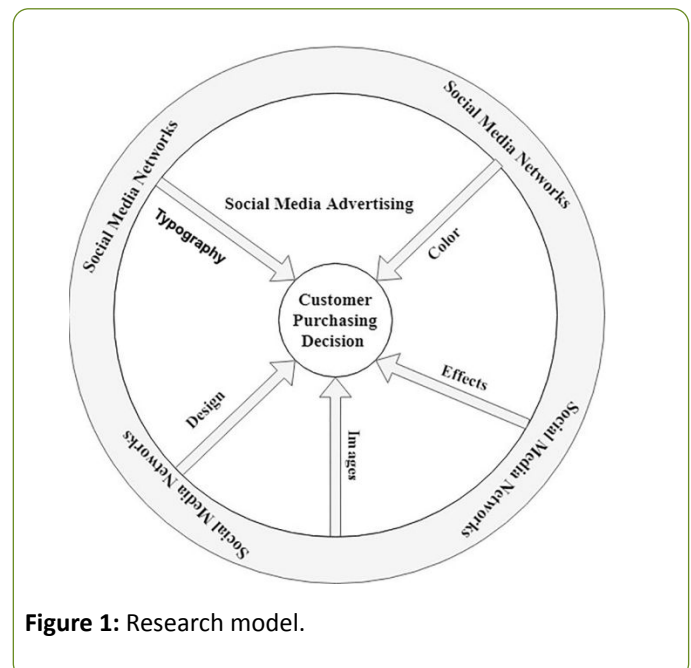 Social Media Networks
Social Media Networks
Social Media Advertising
Typography
Color
Customer
Purchasing
Decision
Effects
Design
Images
Social Media Networks
Social Media Networks
Figure 1: Research model.